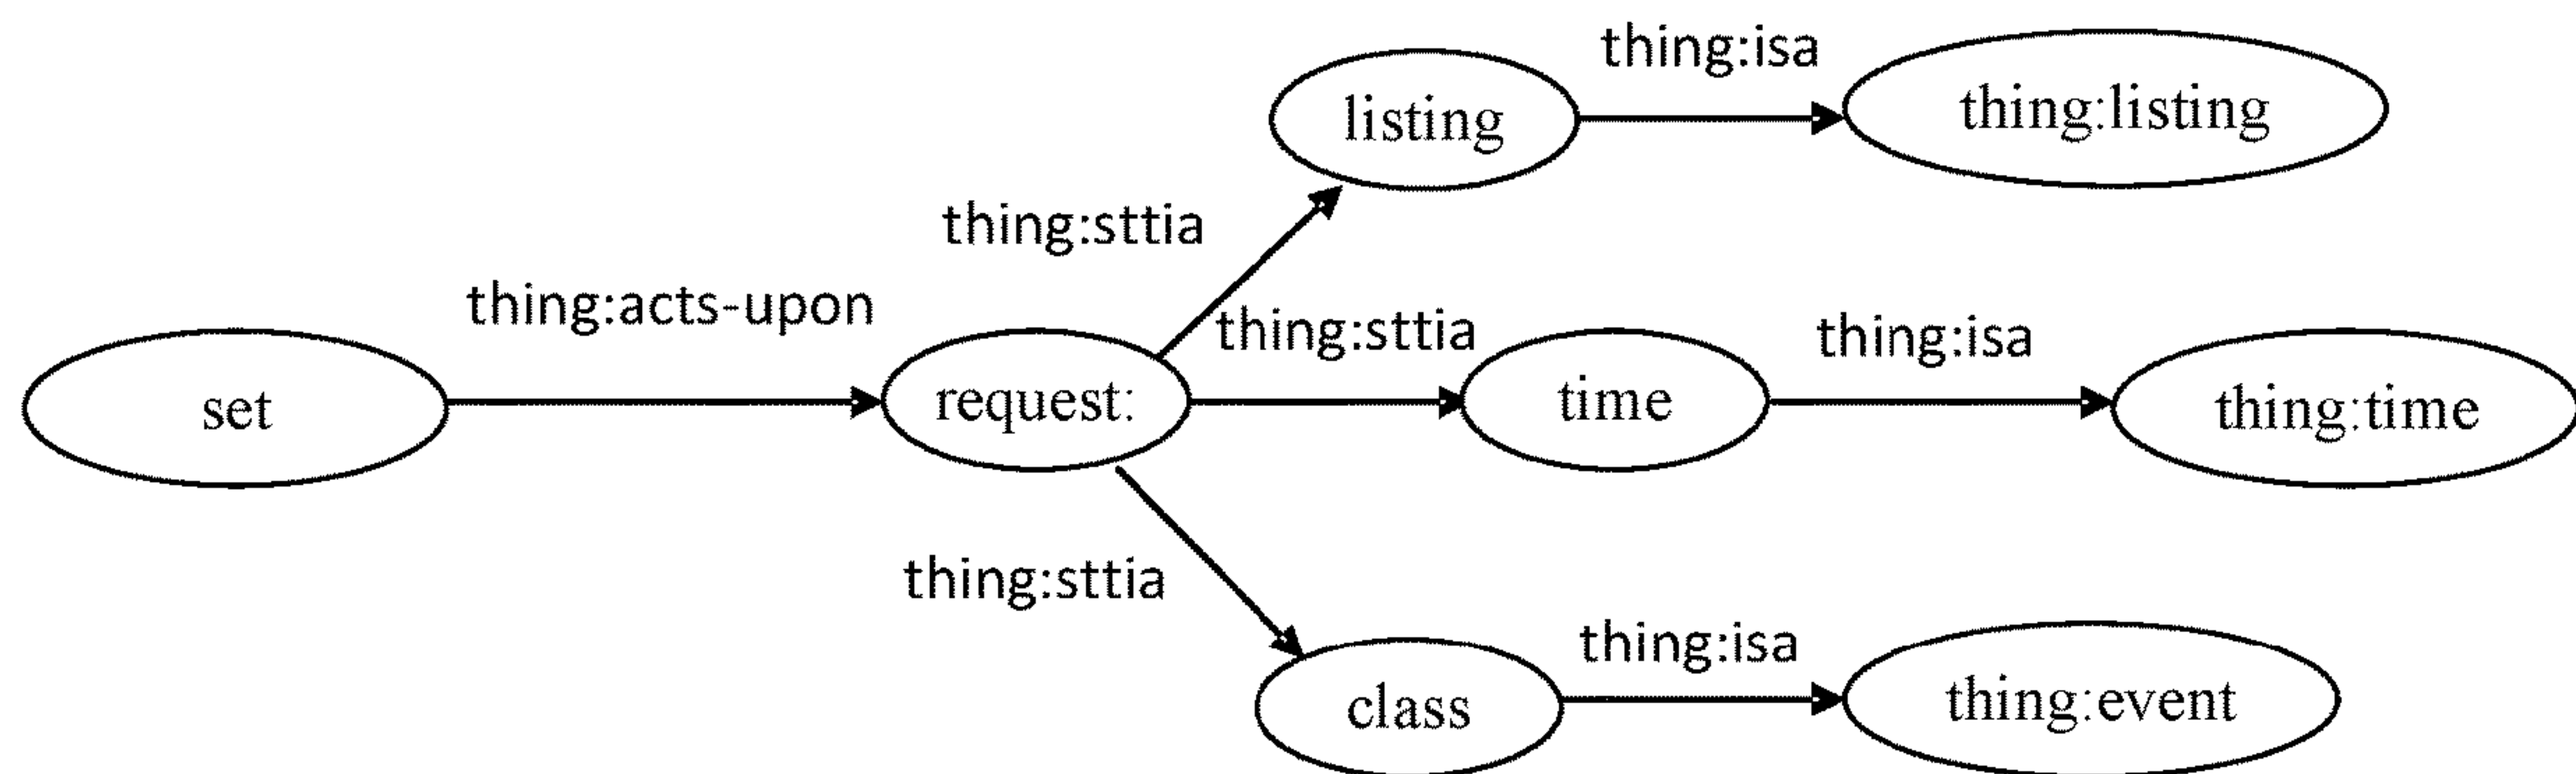 thing:isa
listing
thing:listing
thing:sttia
thing:acts-upon
thing:sttia
thing:isa
set
request:
time
thing:time
thing:sttia
thing:isa
class
thing:event